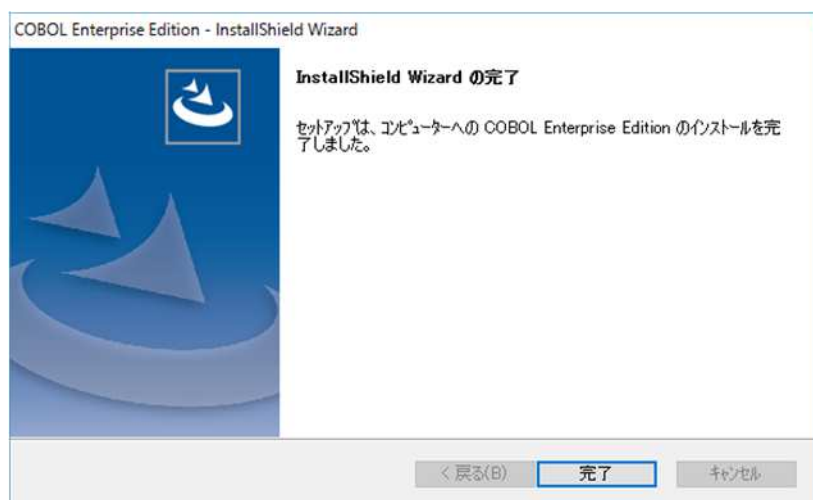 COBOL Enterprise Edition - InstallShield Wizard
InstallShield Wizard の完了
セットアップは、コンピューターへの COBOL Enterprise Edition のインストールを完
了しました。
< 戻る(B)
完了
キャンセル